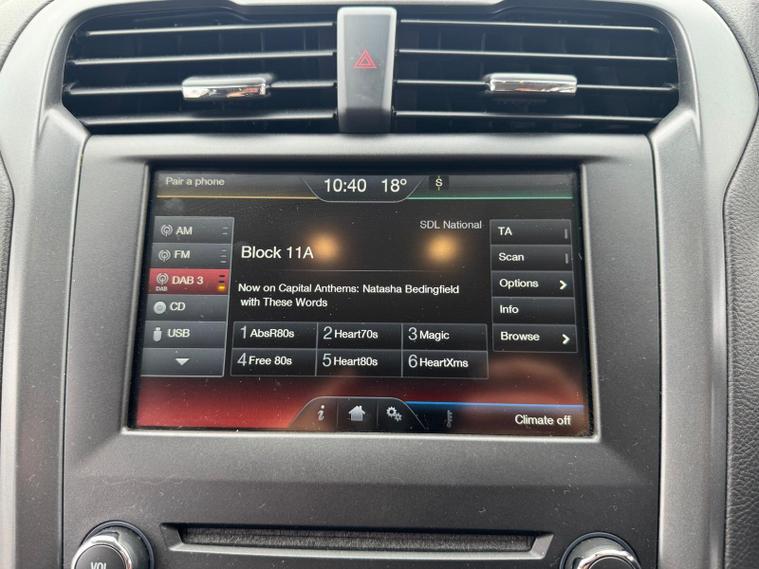 Pair a phone
10:40 18°
S
SDL National
AM
FM
DAB 3
DAB
CD
USB
Block 11A
Now on Capital Anthems: Natasha Bedingfield
with These Words
1 AbsR80s 2 Heart70s 3 Magic
4 Free 80s 5 Heart80s 6 HeartXms
TA
Scan
Options
Info
Browse
i
Climate off
VOL